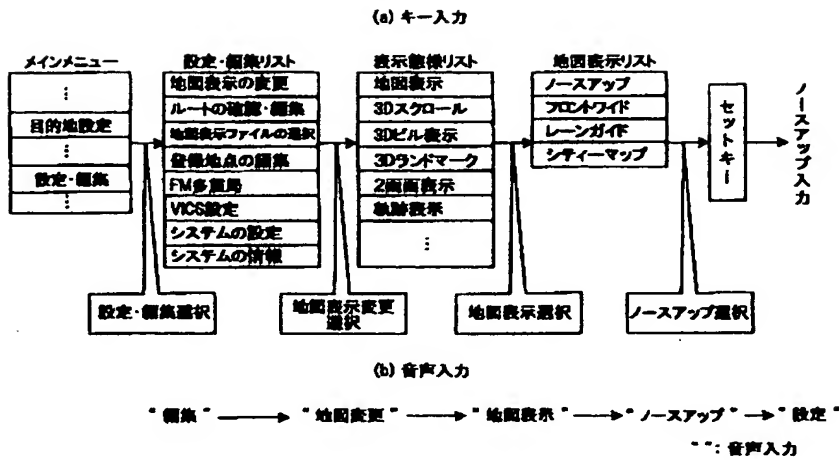 (a) キー入力
メインメニュー
⋮
目的地設定
⋮
設定・編集
⋮
設定・編集リスト
地図表示の変更
ルートの確認・編集
地図表示ファイルの選択
登録地点の編集
FM多重局
VICS設定
システムの設定
システムの情報
表示態様リスト
地図表示
3Dスクロール
3Dビル表示
3Dランドマーク
2画面表示
軌跡表示
⋮
地図表示リスト
ノースアップ
フロントワイド
レーンガイド
シティーマップ
セットキー
ノースアップ入力
設定・編集選択
地図表示変更
選択
地図表示選択
ノースアップ選択
(b) 音声入力
"編集" "地図変更" "地図表示" "ノースアップ" "設定"
" ": 音声入力